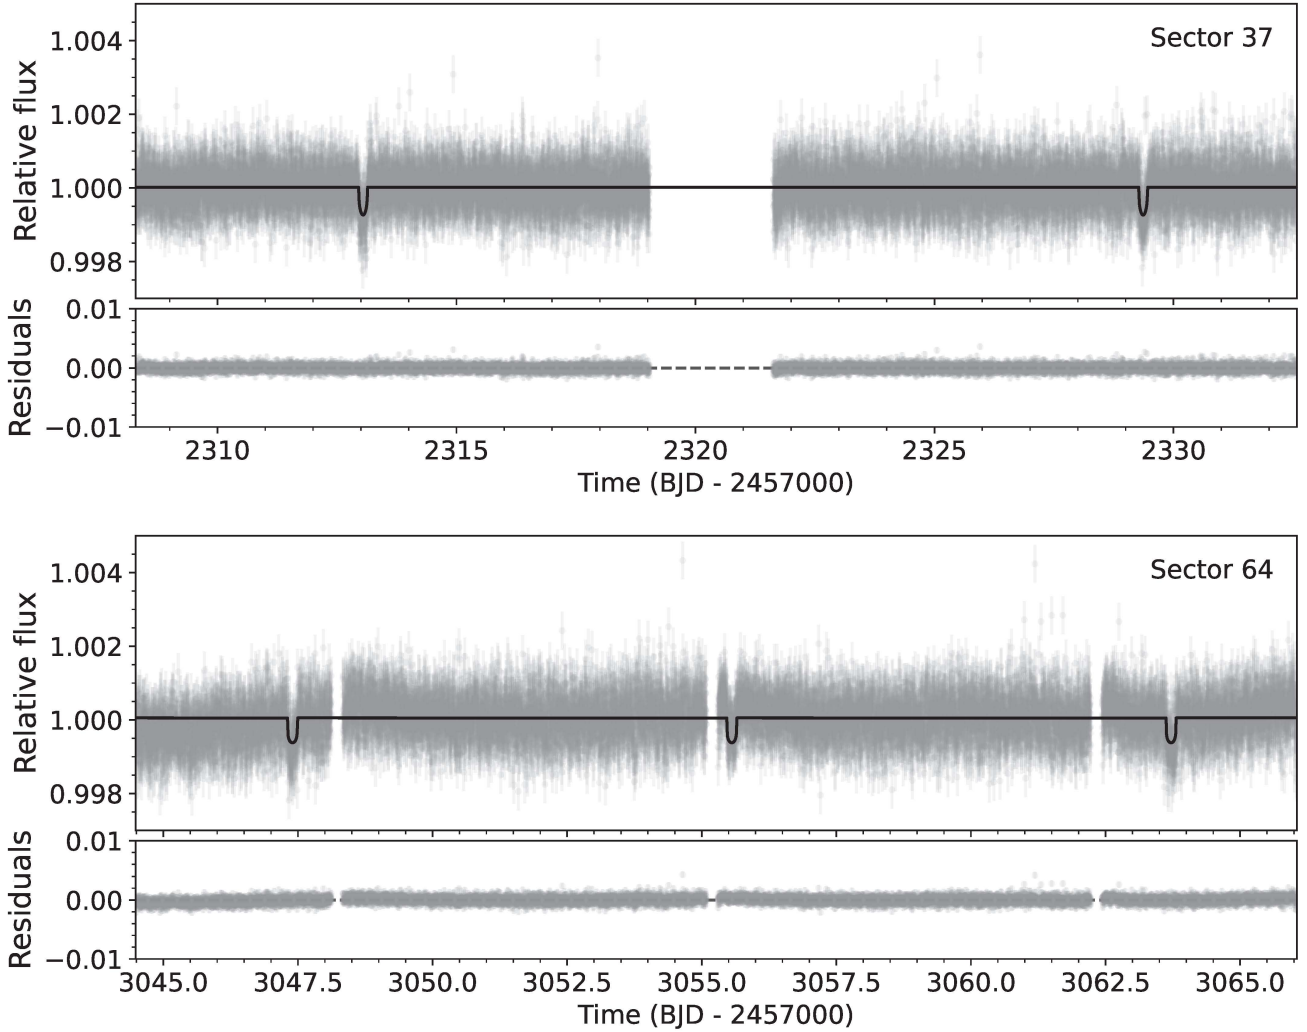 Sector 37
Relative flux
1.004
1.002
1.000
0.998
Residuals
0.01
0.00
−0.01
2310 2315 2320 2325 2330
Time (BJD - 2457000)
Sector 64
Relative flux
1.004
1.002
1.000
0.998
Residuals
0.01
0.00
−0.01
3045.0 3047.5 3050.0 3052.5 3055.0 3057.5 3060.0 3062.5 3065.0
Time (BJD - 2457000)